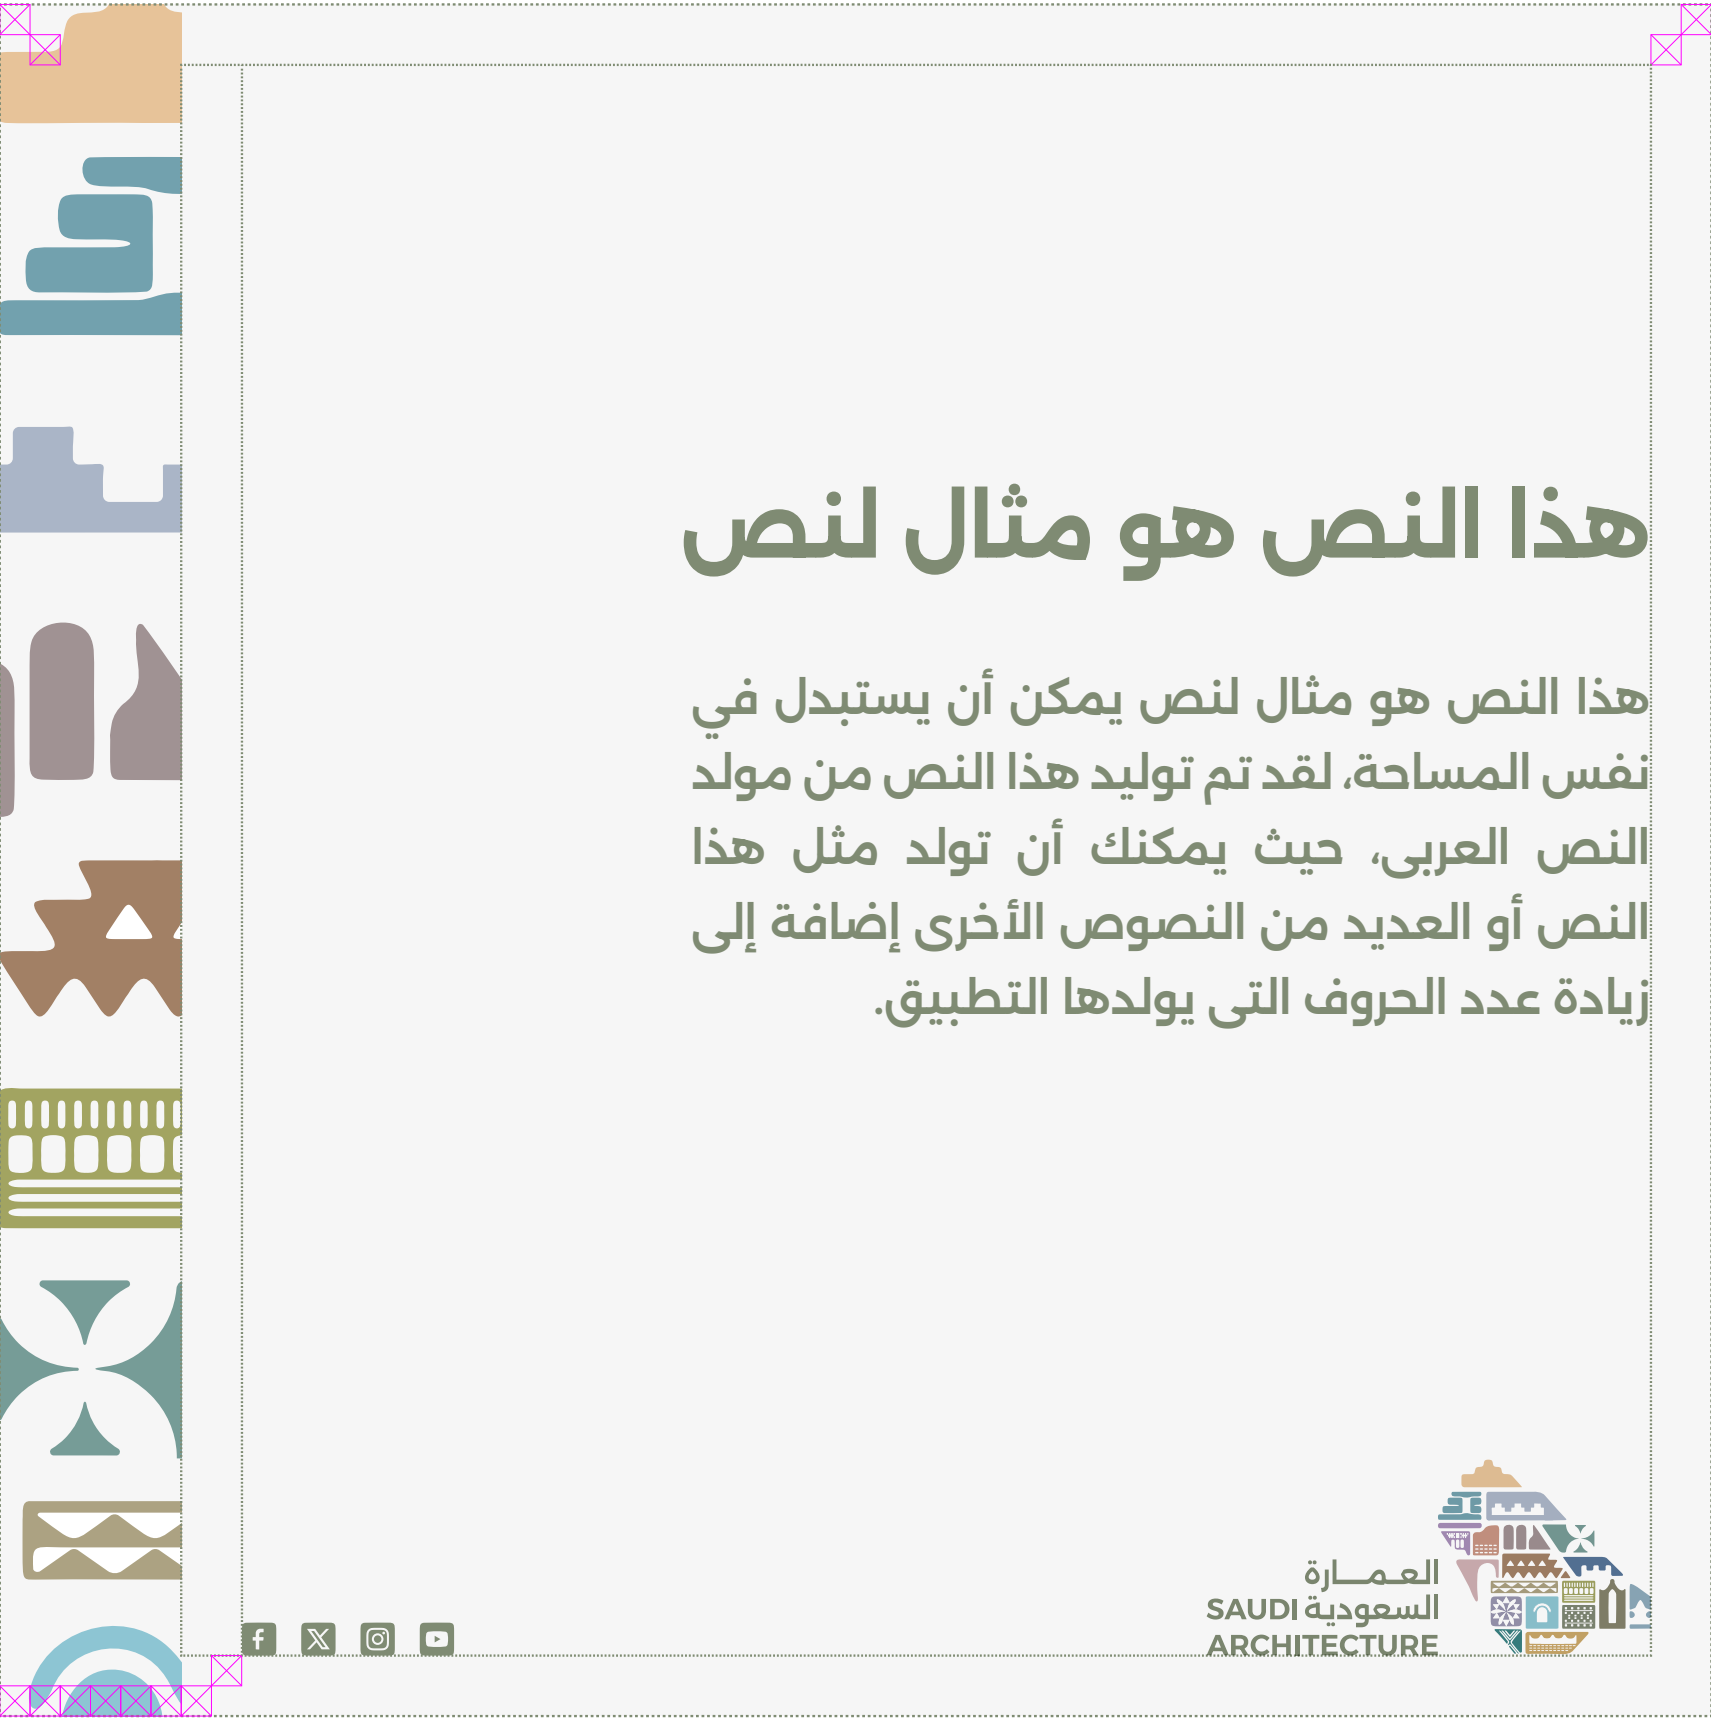 هذا النص هو مثال لنص
هذا النص هو مثال لنص يمكن أن يستبدل في
نفس المساحة، لقد تم توليد هذا النص من مولد
النص العربى، حيث يمكنك أن تولد مثل هذا
النص أو العديد من النصوص الأخرى إضافة إلى
زيادة عدد الحروف التى يولدها التطبيق.
العمـــارة
السعودية SAUDI
ARCHITECTURE